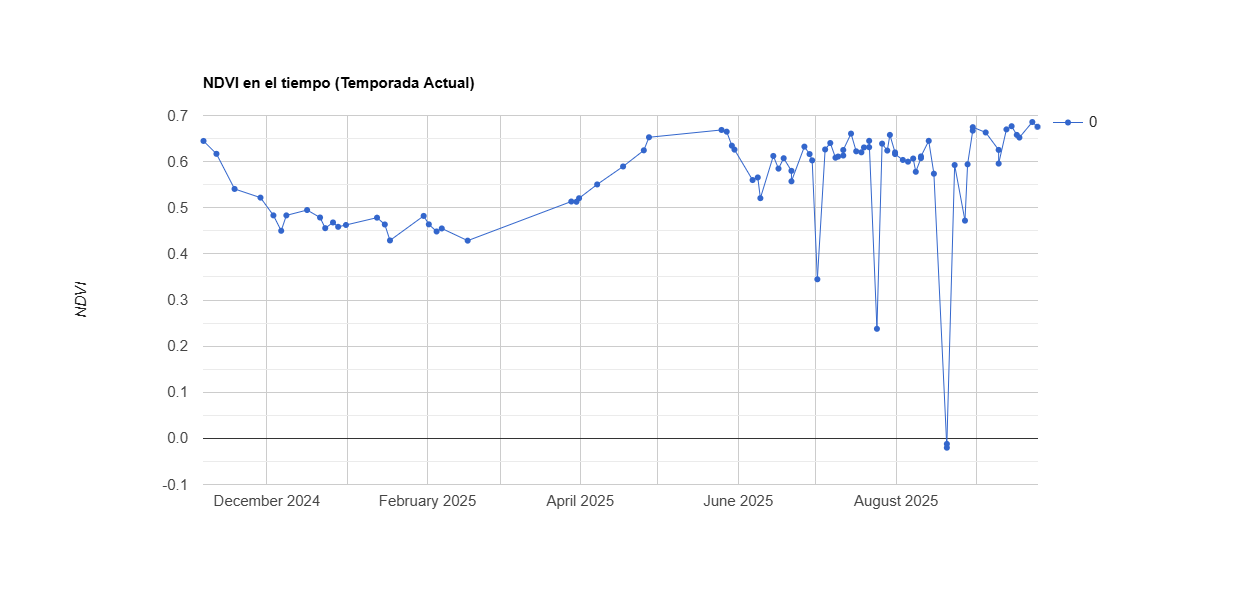 NDVI en el tiempo (Temporada Actual)
0.7
0.6
0.5
0.4
0.3
0.2
0.1
0.0
-0.1
NDVI
December 2024
February 2025
April 2025
June 2025
August 2025
0